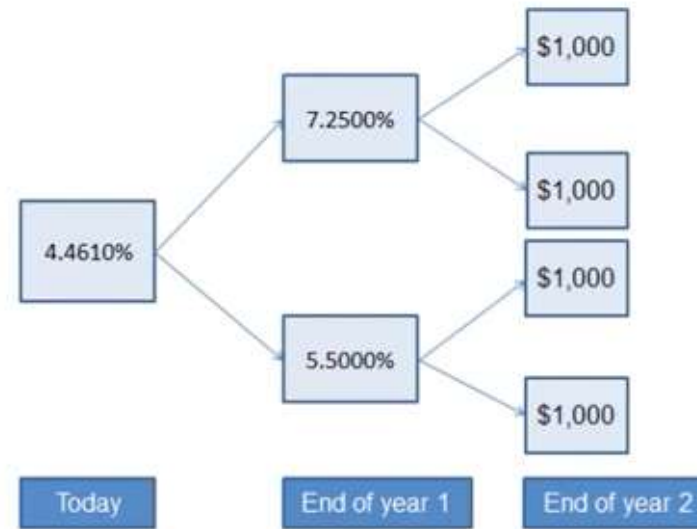 $1,000
7.2500%
$1,000
4.4610%
$1,000
5.5000%
$1,000
Today
End of year 1
End of year 2